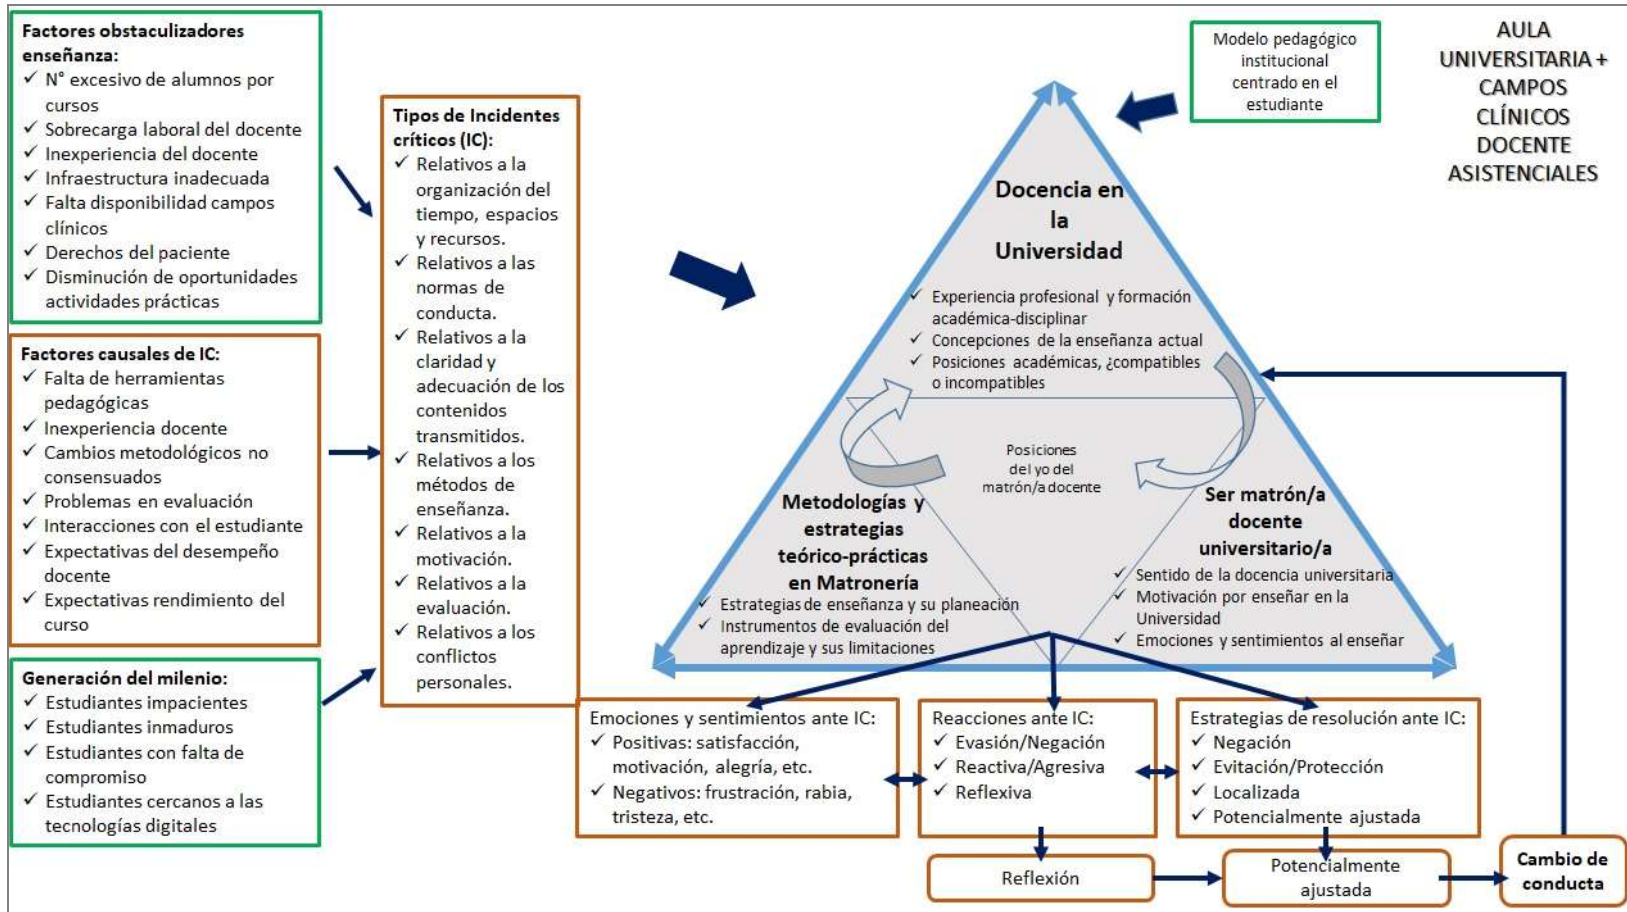 Factores obstaculizadores
enseñanza:
✓ N° excesivo de alumnos por
cursos
✓ Sobrecarga laboral del docente
✓ Inexperiencia del docente
✓ Infraestructura inadecuada
✓ Falta disponibilidad campos
clínicos
✓ Derechos del paciente
✓ Disminución de oportunidades
actividades prácticas
Factores causales de IC:
✓ Falta de herramientas
pedagógicas
✓ Inexperiencia docente
✓ Cambios metodológicos no
consensuados
✓ Problemas en evaluación
✓ Interacciones con el estudiante
✓ Expectativas del desempeño
docente
✓ Expectativas rendimiento del
curso
Generación del milenio:
✓ Estudiantes impacientes
✓ Estudiantes inmaduros
✓ Estudiantes con falta de
compromiso
✓ Estudiantes cercanos a las
tecnologías digitales
Tipos de Incidentes
críticos (IC):
✓ Relativos a la
organización del
tiempo, espacios
y recursos.
✓ Relativos a las
normas de
conducta.
✓ Relativos a la
claridad y
adecuación de los
contenidos
transmitidos.
✓ Relativos a los
métodos de
enseñanza.
✓ Relativos a la
motivación.
✓ Relativos a la
evaluación.
✓ Relativos a los
conflictos
personales.
Modelo pedagógico
institucional
centrado en el
estudiante
AULA
UNIVERSITARIA +
CAMPOS
CLÍNICOS
DOCENTE
ASISTENCIALES
Docencia en
la
Universidad
✓ Experiencia profesional y formación
académica-disciplinar
✓ Concepciones de la enseñanza actual
✓ Posiciones académicas, ¿compatibles
o incompatibles
Posiciones
del yo del
matrón/a docente
Metodologías y
estrategias
teórico-prácticas
en Matronería
✓ Estrategias de enseñanza y su planeación
✓ Instrumentos de evaluación del
aprendizaje y sus limitaciones
Ser matrón/a
docente
universitario/a
✓ Sentido de la docencia universitaria
✓ Motivación por enseñar en la
Universidad
✓ Emociones y sentimientos al enseñar
Emociones y sentimientos ante IC:
✓ Positivas: satisfacción,
motivación, alegría, etc.
✓ Negativos: frustración, rabia,
tristeza, etc.
Reacciones ante IC:
✓ Evasión/Negación
✓ Reactiva/Agresiva
✓ Reflexiva
Estrategias de resolución ante IC:
✓ Negación
✓ Evitación/Protección
✓ Localizada
✓ Potencialmente ajustada
Reflexión
Potencialmente
ajustada
Cambio de
conducta